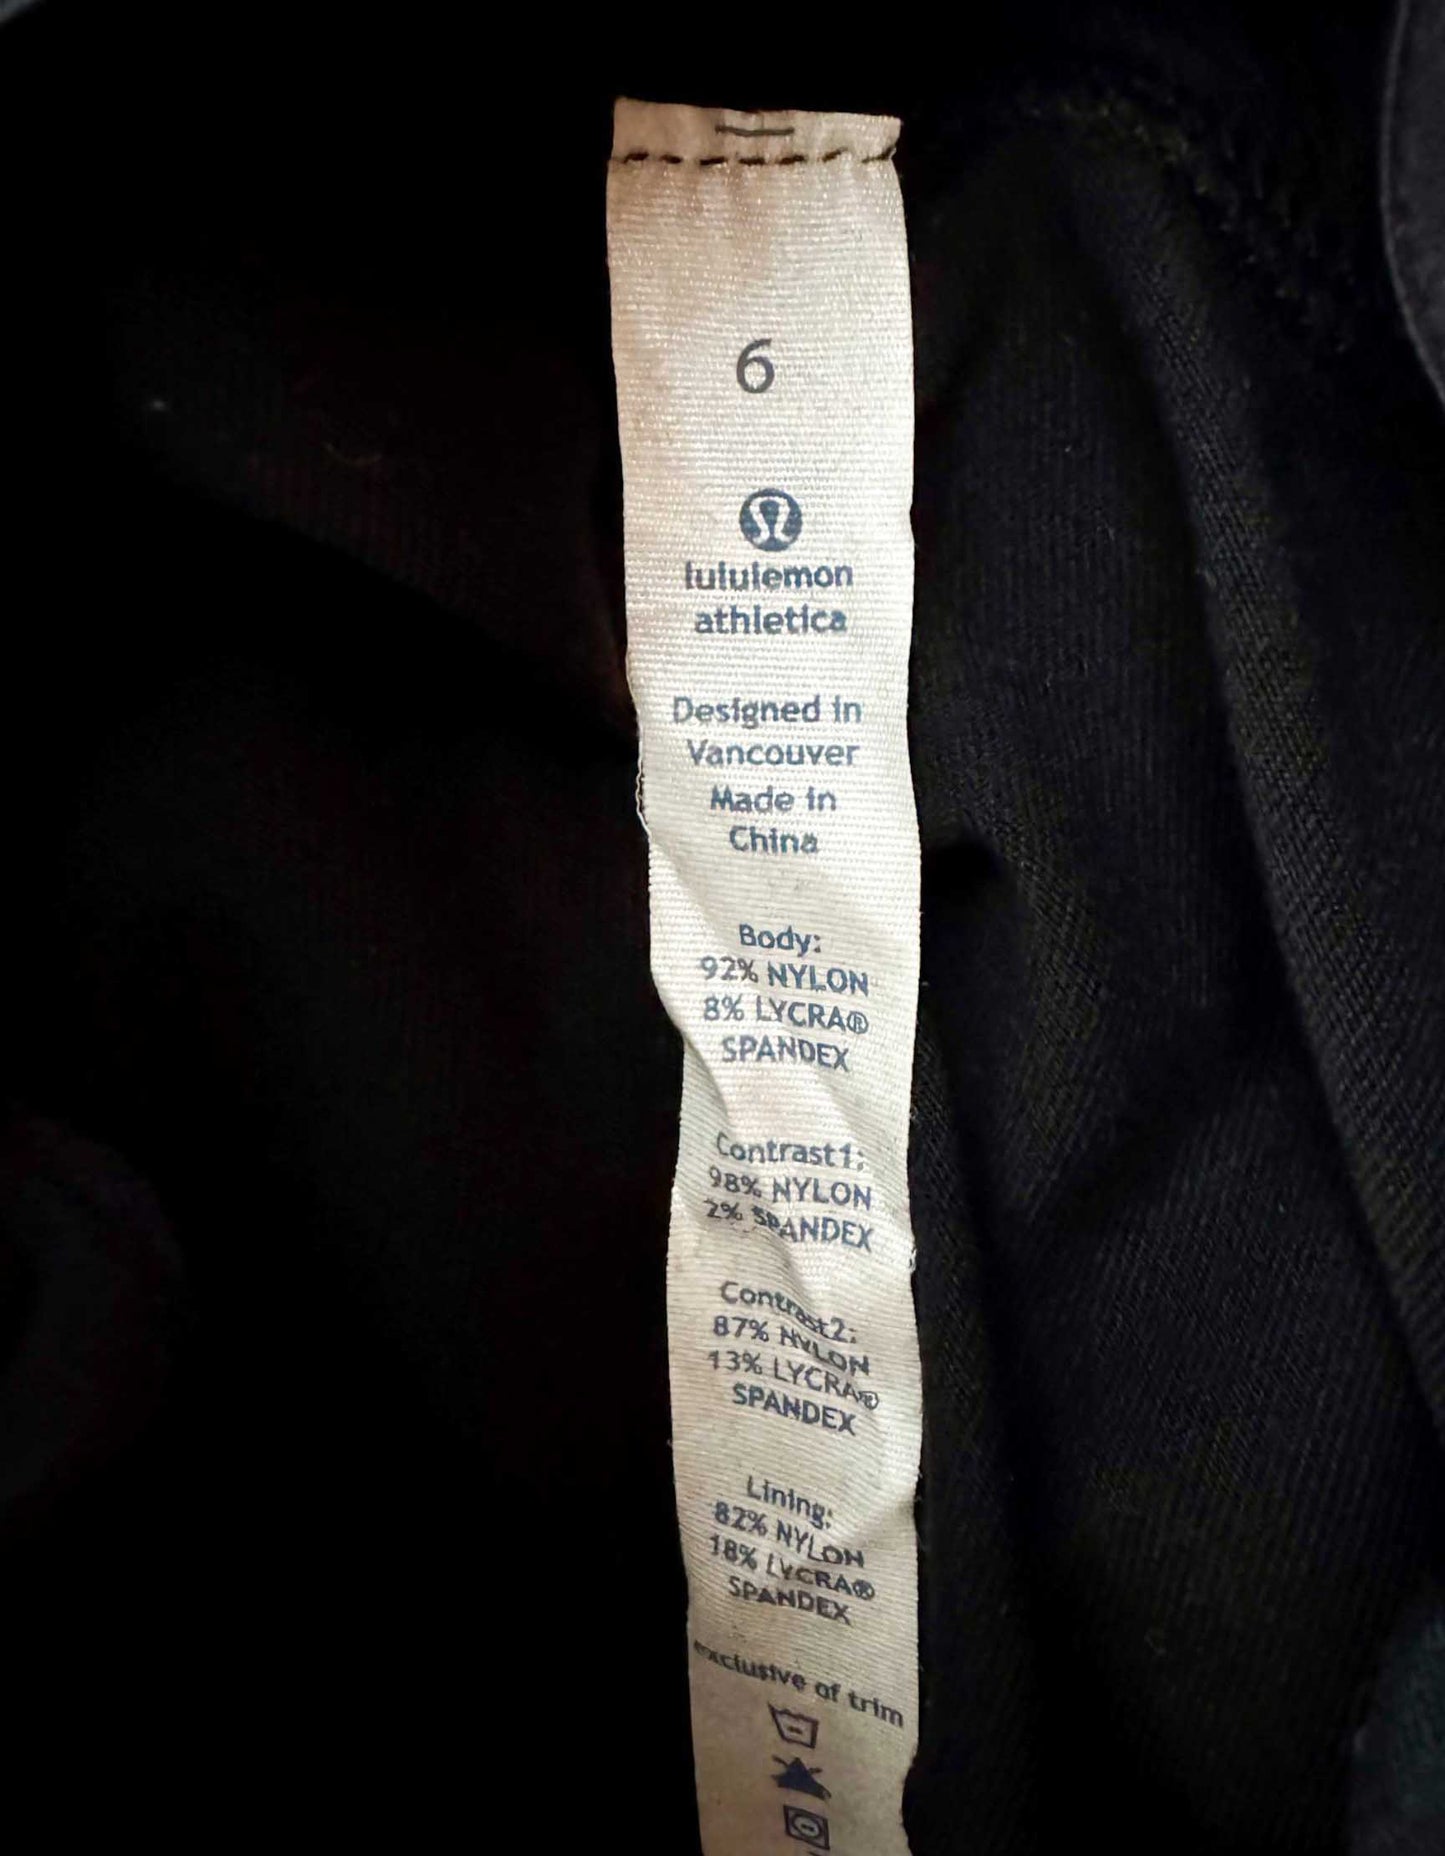 6
lululemon
athletica
Designed in
Vancouver
Made in
China
Body:
92% NYLON
8% LYCRA®
SPANDEX
Contrast1:
98% NYLON
2% SPANDEX
Contrast2:
87% NYLON
13% LYCRA®
SPANDEX
Lining:
82% NYLON
18% LYCRA®
SPANDEX
exclusive of trim